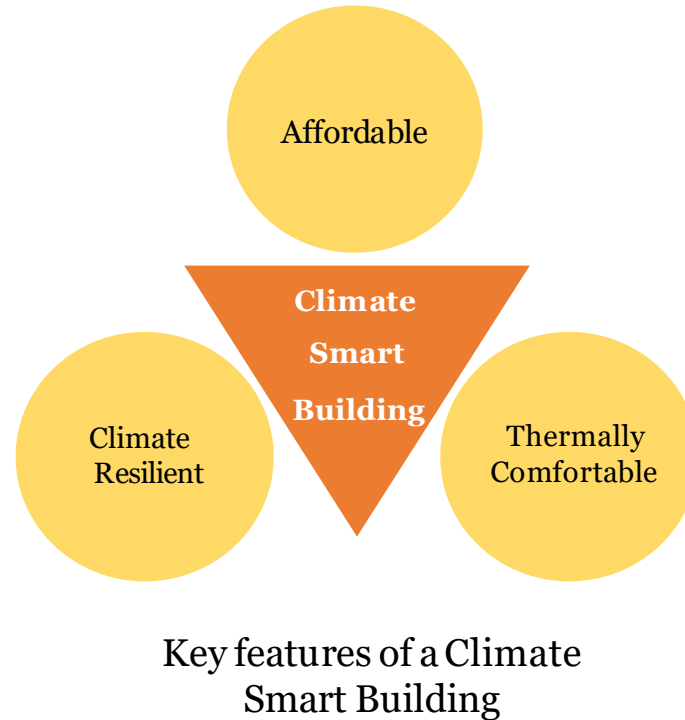 Affordable
Climate
Smart
Building
Climate
Resilient
Thermally
Comfortable
Key features of a Climate
Smart Building